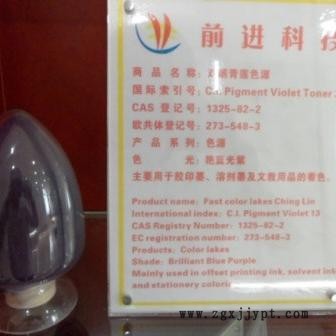 前进科技
商品名称：耐晒青莲色源
国际索引号：C.I. Pigment Violet Toner 3
CAS 登记号：1325-82-2
欧共体登记号：273-548-3
产品系列：色源
色 光：艳蓝光紫
主要用于胶印墨、溶剂墨及文教用品的着色。
Product name: Fast color lakes Ching Lin
International index: C.I. Pigment Violet 13
CAS Registry Number: 1325-82-2
EC registration number: 273-548-3
Products: Color lakes
Shade: Brilliant Blue Purple
Mainly used in offset printing ink, solvent ink
and stationery colorin
www.zgxjjypt.com